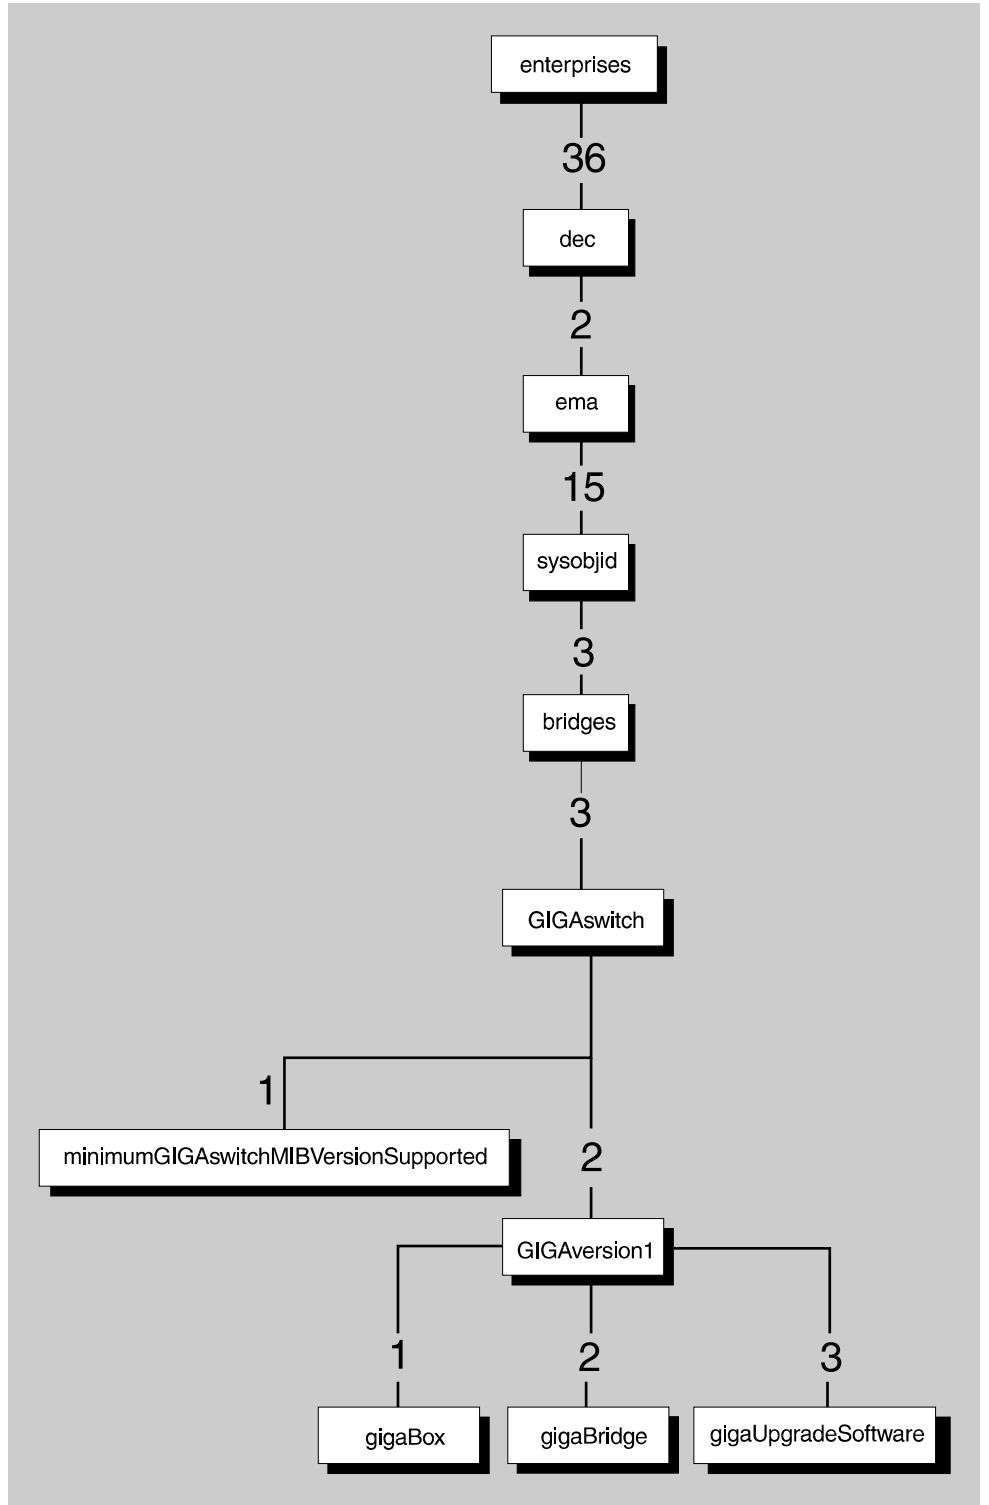 enterprises
36
dec
2
ema
15
sysobjid
3
bridges
3
GIGAswitch
1
minimumGIGAswitchMIBVersionSupported
2
GIGAversion1
1
2
3
gigaBox
gigaBridge
gigaUpgradeSoftware